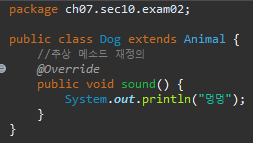 package ch07.sec10.exam02;
public class Dog extends Animal {
//추상 메소드 재정의
@Override
public void sound() {
System.out.println("멍멍");
}
}